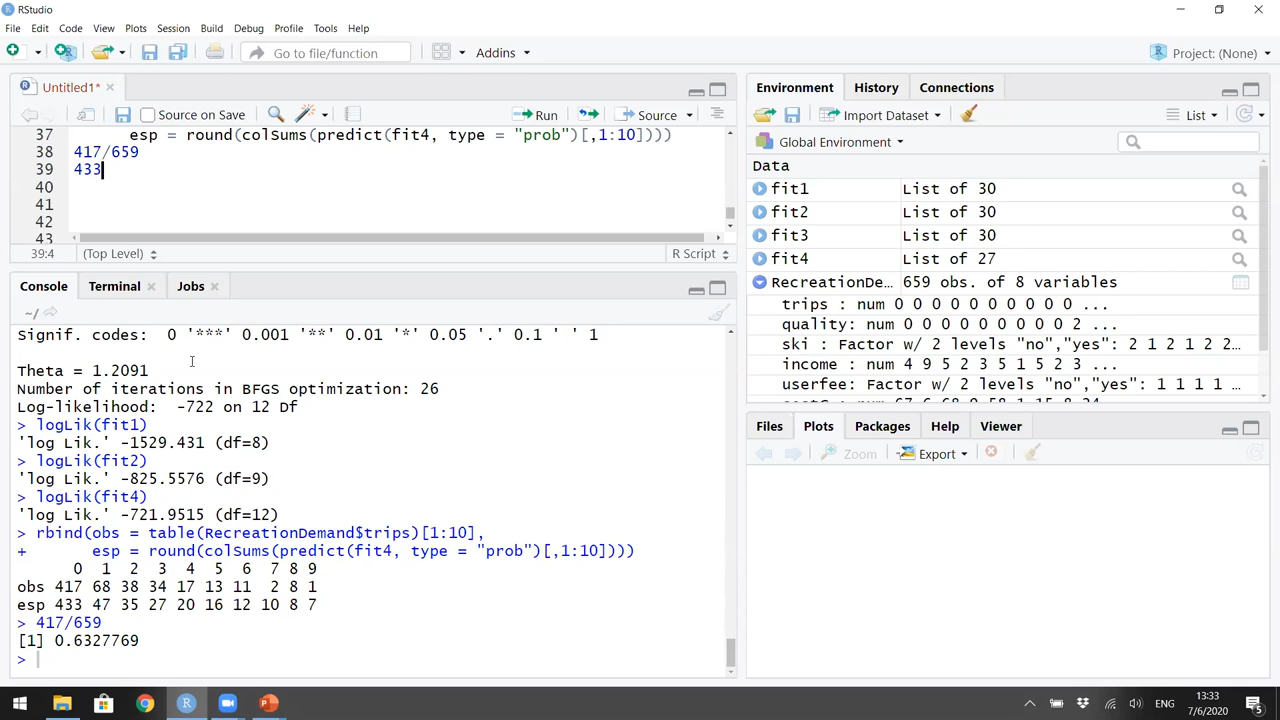 RStudio
File Edit Code View Plots Session Build Debug Profile Tools Help
Go to file/function Addins Project: (None)
Untitled1*
Source on Save Run Source
37 esp = round(colSums(predict(fit4, type = "prob")[,1:10])))
38 417/659
39 433
40
41
42
43
39:4 (Top Level) R Script
Console Terminal Jobs
~/
Signif. codes:  0 '***' 0.001 '**' 0.01 '*' 0.05 '.' 0.1 ' ' 1
Theta = 1.2091
Number of iterations in BFGS optimization: 26
Log-likelihood:  -722 on 12 Df
> logLik(fit1)
'log Lik.' -1529.431 (df=8)
> logLik(fit2)
'log Lik.' -825.5576 (df=9)
> logLik(fit4)
'log Lik.' -721.9515 (df=12)
> rbind(obs = table(RecreationDemand$trips)[1:10],
+       esp = round(colSums(predict(fit4, type = "prob")[,1:10])))
0 1 2 3 4 5 6 7 8 9
obs 417 68 38 34 17 13 11 2 8 1
esp 433 47 35 27 20 16 12 10 8 7
> 417/659
[1] 0.6327769
>
Environment History Connections
Import Dataset List
Global Environment
Data
fit1 List of 30
fit2 List of 30
fit3 List of 30
fit4 List of 27
RecreationDe… 659 obs. of 8 variables
trips : num 0 0 0 0 0 0 0 0 0 0 ...
quality: num 0 0 0 0 0 0 0 0 0 2 ...
ski : Factor w/ 2 levels "no","yes": 2 1 2 1 2 2…
income : num 4 9 5 2 3 5 1 5 2 3 ...
userfee: Factor w/ 2 levels "no","yes": 1 1 1 1 …
Files Plots Packages Help Viewer
Zoom Export
ENG
13:33
7/6/2020
5